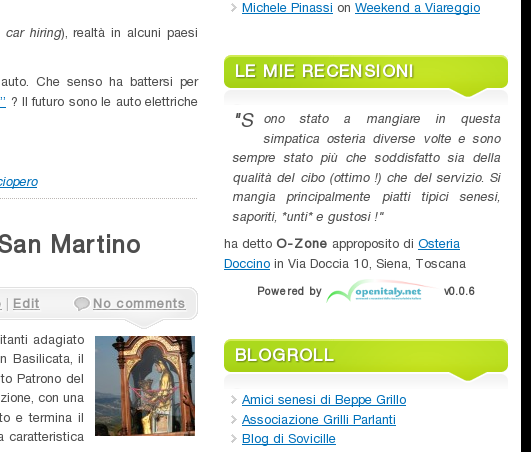 car hiring), realtà in alcuni paesi
auto. Che senso ha battersi per
” ? Il futuro sono le auto elettriche
ciopero
San Martino
| Edit
No comments
itanti adagiato
n Basilicata, il
to Patrono del
zione, con una
to e termina il
a caratteristica
Michele Pinassi on Weekend a Viareggio
LE MIE RECENSIONI
"Sono stato a mangiare in questa
simpatica osteria diverse volte e sono
sempre stato più che soddisfatto sia della
qualità del cibo (ottimo !) che del servizio. Si
mangia principalmente piatti tipici senesi,
saporiti, *unti* e gustosi !"
ha detto O-Zone approposito di Osteria
Doccino in Via Doccia 10, Siena, Toscana
Powered by openitaly.net v0.0.6
BLOGROLL
Amici senesi di Beppe Grillo
Associazione Grilli Parlanti
Blog di Sovicille